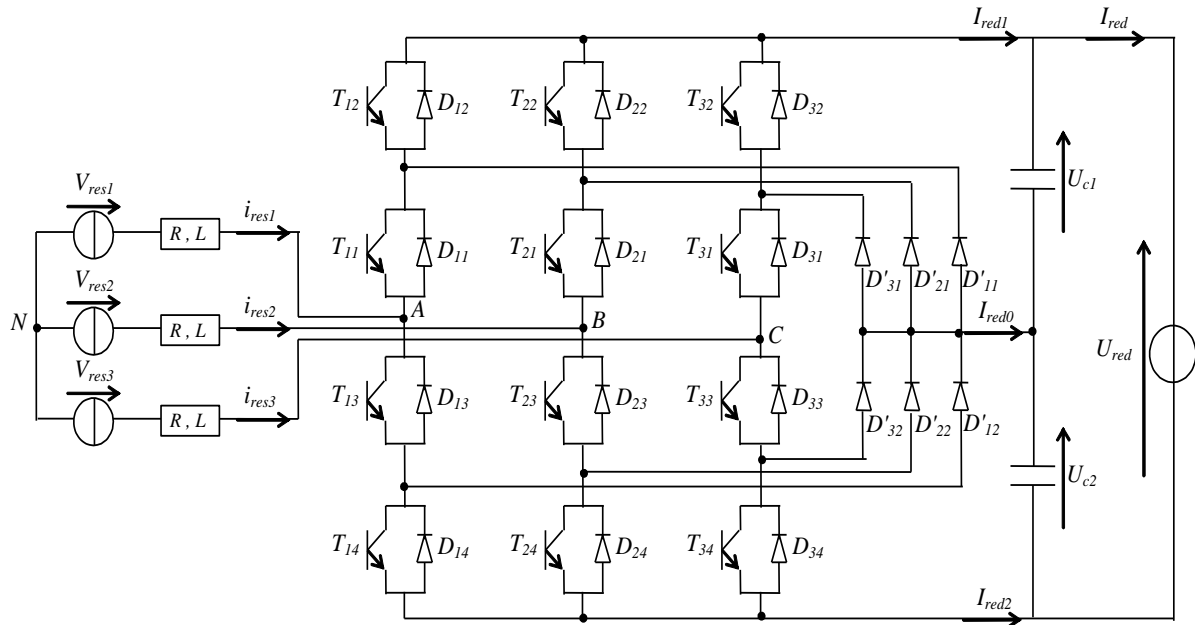 I_red1
I_red
T_12
D_12
T_22
D_22
T_32
D_32
V_res1
i_res1
R , L
T_11
D_11
T_21
D_21
T_31
D_31
U_c1
V_res2
i_res2
R , L
N
A
B
C
D'_31
D'_21
D'_11
I_red0
U_red
V_res3
i_res3
R , L
T_13
D_13
T_23
D_23
T_33
D_33
D'_32
D'_22
D'_12
U_c2
T_14
D_14
T_24
D_24
T_34
D_34
I_red2